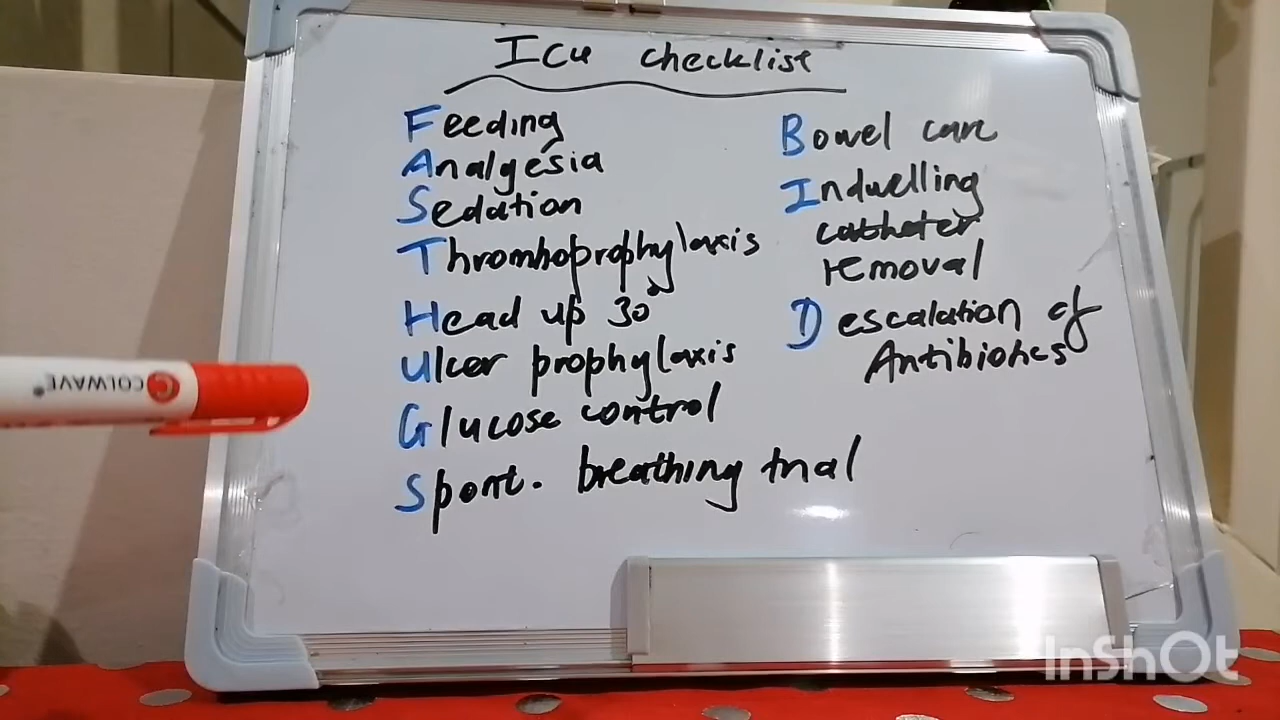 ICU checklist
Feeding
Analgesia
Sedation
Thromboprophylaxis
Head up 30°
Ulcer prophylaxis
Glucose control
Spont. breathing trial
Bowel care
Indwelling
catheter
removal
Descalation of
Antibiotics
COLWAVE®
InShOt